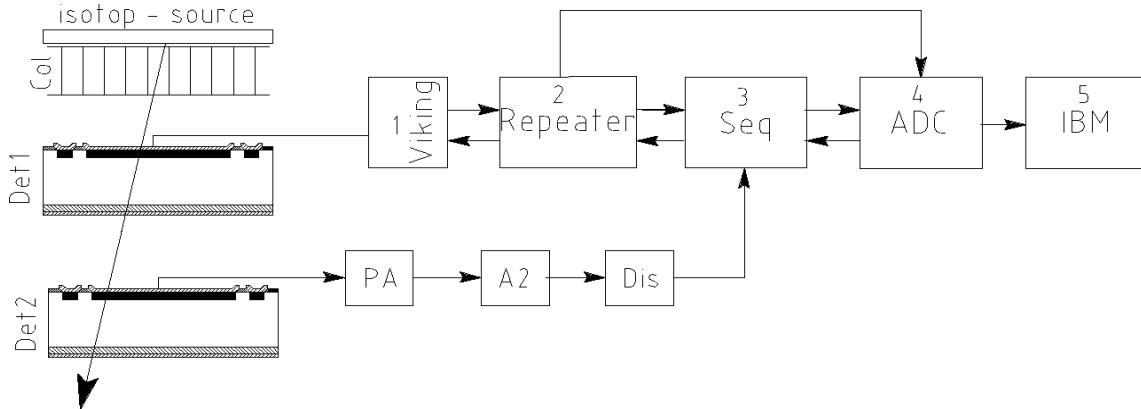 isotop - source
Col
Det1
1 Viking
2
Repeater
3
Seq
4
ADC
5
IBM
Det2
PA
A2
Dis